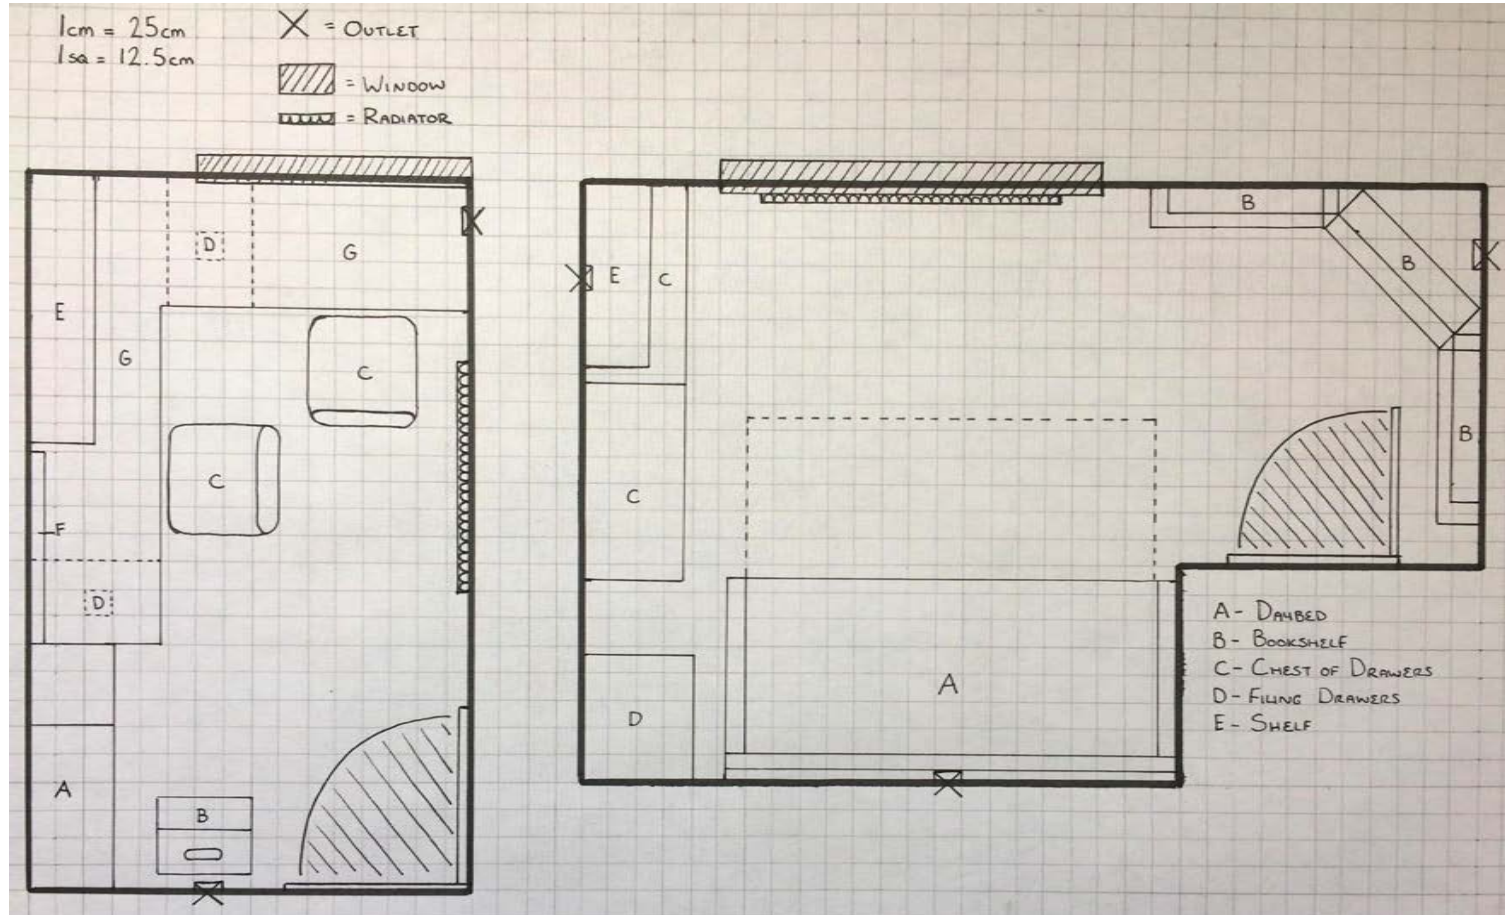 1cm = 25cm
1sq = 12.5cm
X = OUTLET
= WINDOW
= RADIATOR
D
G
E
G
C
C
F
D
A
B
E
C
B
B
B
C
D
A
A - DAYBED
B - BOOKSHELF
C - CHEST OF DRAWERS
D - FILING DRAWERS
E - SHELF